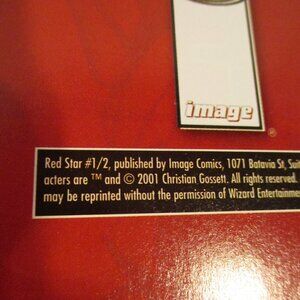 image
®
Red Star #1/2, published by Image Comics, 1071 Batavia St, Suit
acters are ™ and © 2001 Christian Gossett. All rights reserved.
may be reprinted without the permission of Wizard Entertainmen